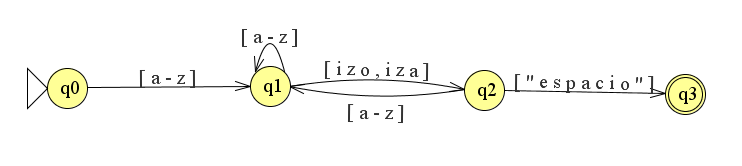 [a-z]
[a-z]
[izo,iza]
["espacio"]
q0
q1
q2
q3
[a-z]